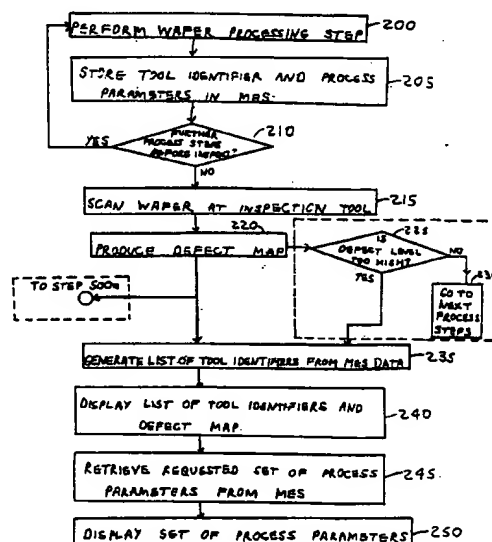 PERFORM WAFER PROCESSING STEP
200
STORE TOOL IDENTIFIER AND PROCESS
PARAMETERS IN MES.
205
FURTHER
PROCESS STEPS
BEFORE INSPECT?
210
YES
NO
SCAN WAFER AT INSPECTION TOOL
215
220
PRODUCE DEFECT MAP
IS
DEFECT LEVEL
TOO HIGH?
225
NO
YES
230
GO TO
NEXT
PROCESS
STEPS
TO STEP 500
GENERATE LIST OF TOOL IDENTIFIERS FROM MES DATA
235
DISPLAY LIST OF TOOL IDENTIFIERS AND
DEFECT MAP.
240
RETRIEVE REQUESTED SET OF PROCESS
PARAMETERS FROM MES
245
DISPLAY SET OF PROCESS PARAMETERS
250